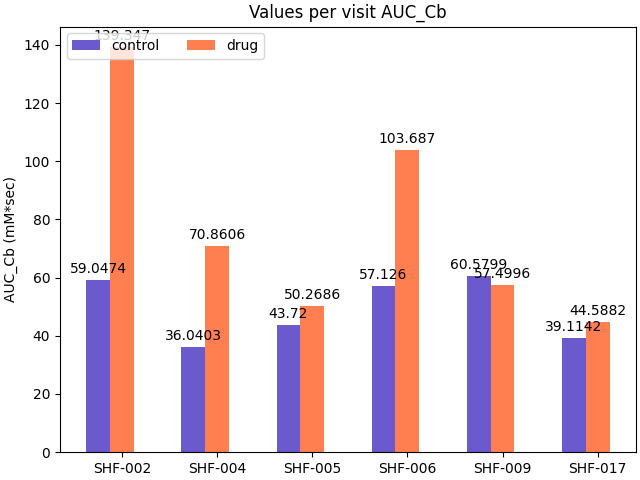 Values per visit AUC_Cb
AUC_Cb (mM*sec)
140
120
100
80
60
40
20
0
control
drug
139.347
59.0474
36.0403
70.8606
43.72
50.2686
57.126
103.687
60.5799
57.4996
39.1142
44.5882
SHF-002
SHF-004
SHF-005
SHF-006
SHF-009
SHF-017